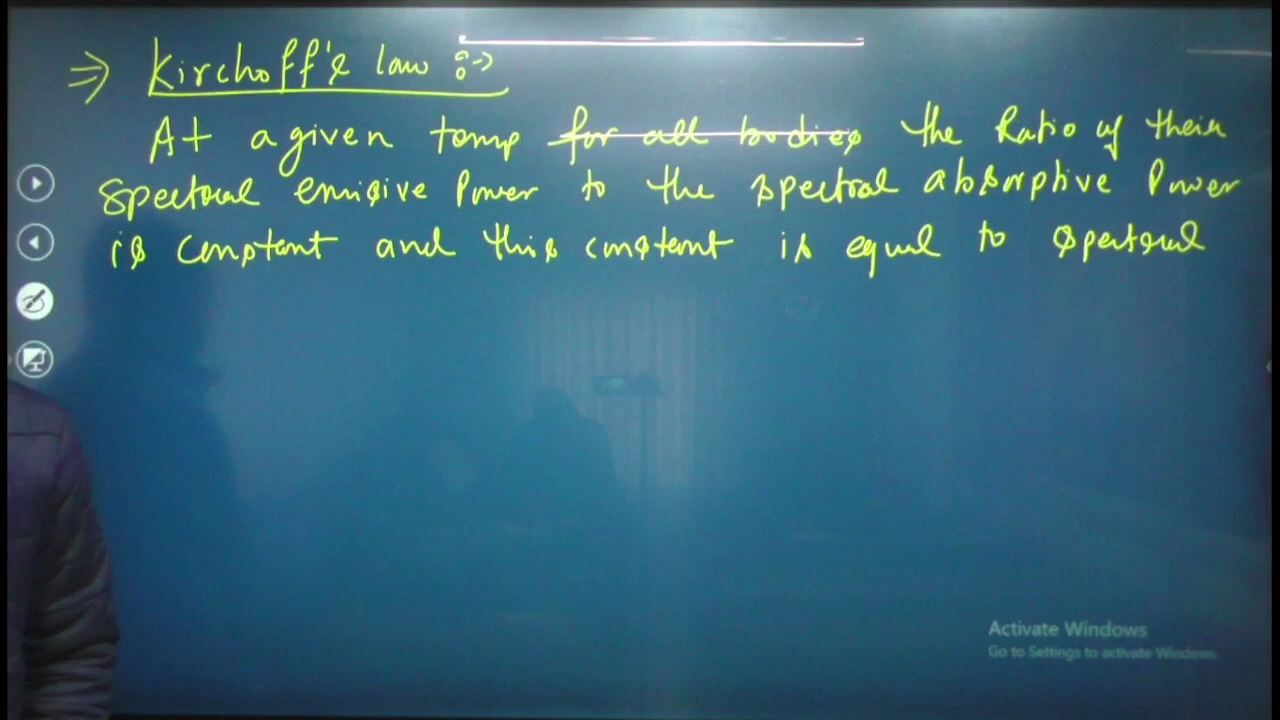 ⇒ Kirchoff's law :->
At a given temp for all bodies the Ratio of their
Spectral emisive Power to the spectral absorptive Power
is constant and this constant is equal to spectral
Activate Windows
Go to Settings to activate Windows.